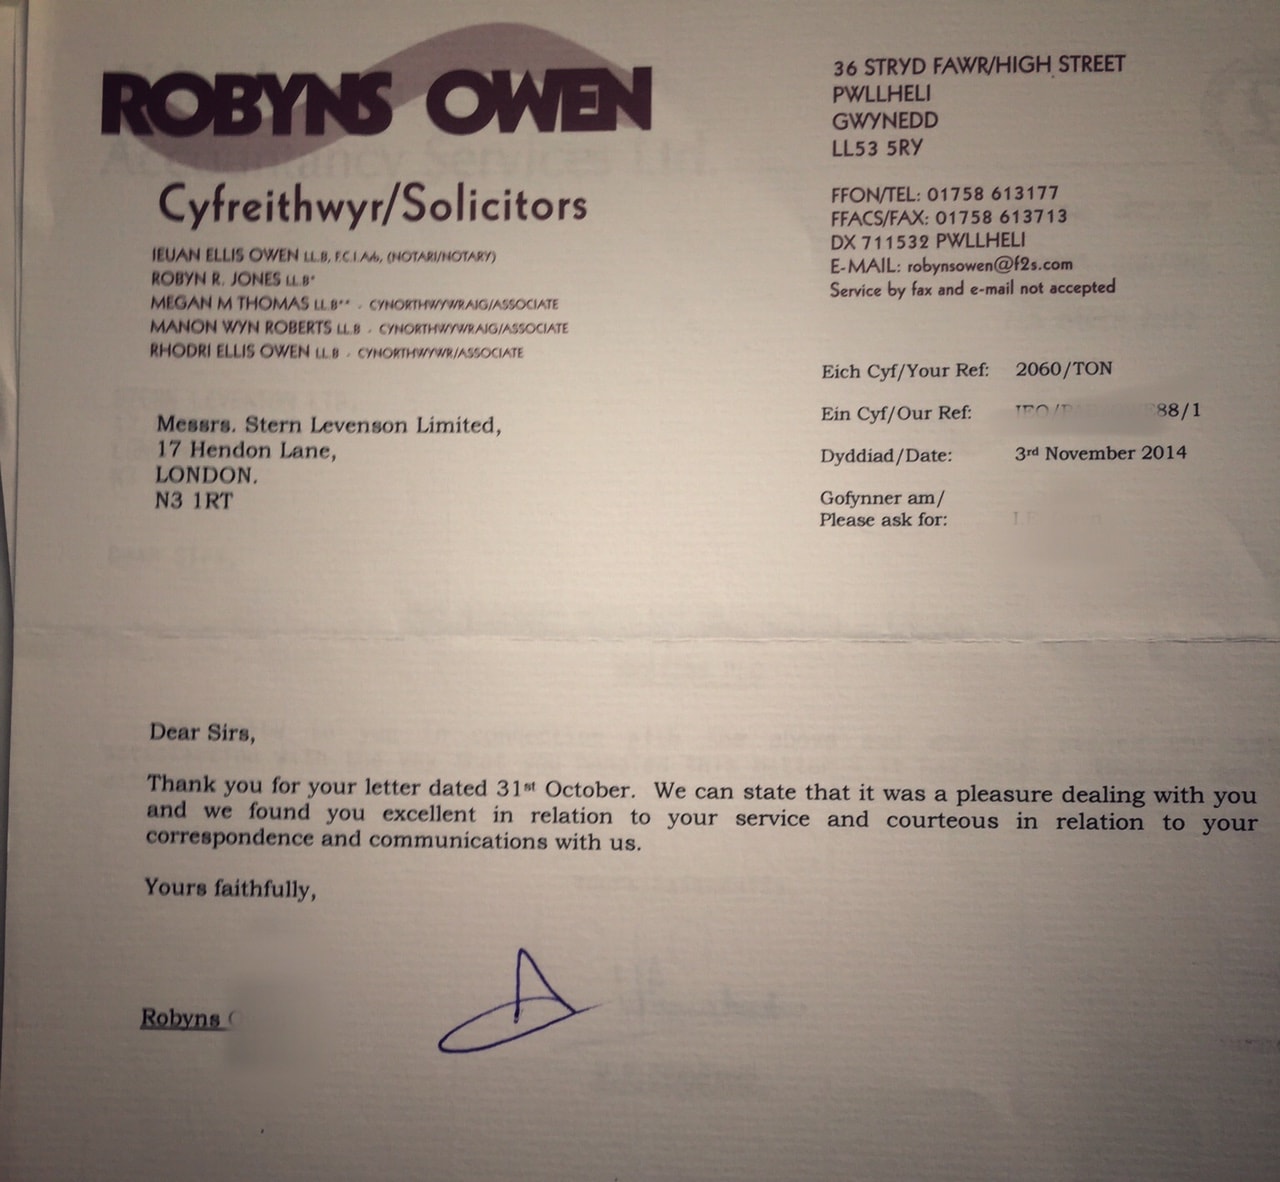 ROBYNS OWEN
Cyfreithwyr/Solicitors
IEUAN ELLIS OWEN LL.B, F.C.I.Arb, (NOTARI/NOTARY)
ROBYN R. JONES LL.B*
MEGAN M THOMAS LL.B** - CYNORTHWYWRAIG/ASSOCIATE
MANON WYN ROBERTS LL.B - CYNORTHWYWRAIG/ASSOCIATE
RHODRI ELLIS OWEN LL.B - CYNORTHWYWR/ASSOCIATE
36 STRYD FAWR/HIGH STREET
PWLLHELI
GWYNEDD
LL53 5RY
FFON/TEL: 01758 613177
FFACS/FAX: 01758 613713
DX 711532 PWLLHELI
E-MAIL: robynsowen@f2s.com
Service by fax and e-mail not accepted
Eich Cyf/Your Ref: 2060/TON
Ein Cyf/Our Ref: 88/1
Dyddiad/Date: 3rd November 2014
Gofynner am/
Please ask for:
Messrs. Stern Levenson Limited,
17 Hendon Lane,
LONDON.
N3 1RT
Dear Sirs,
Thank you for your letter dated 31st October. We can state that it was a pleasure dealing with you
and we found you excellent in relation to your service and courteous in relation to your
correspondence and communications with us.
Yours faithfully,
Robyns